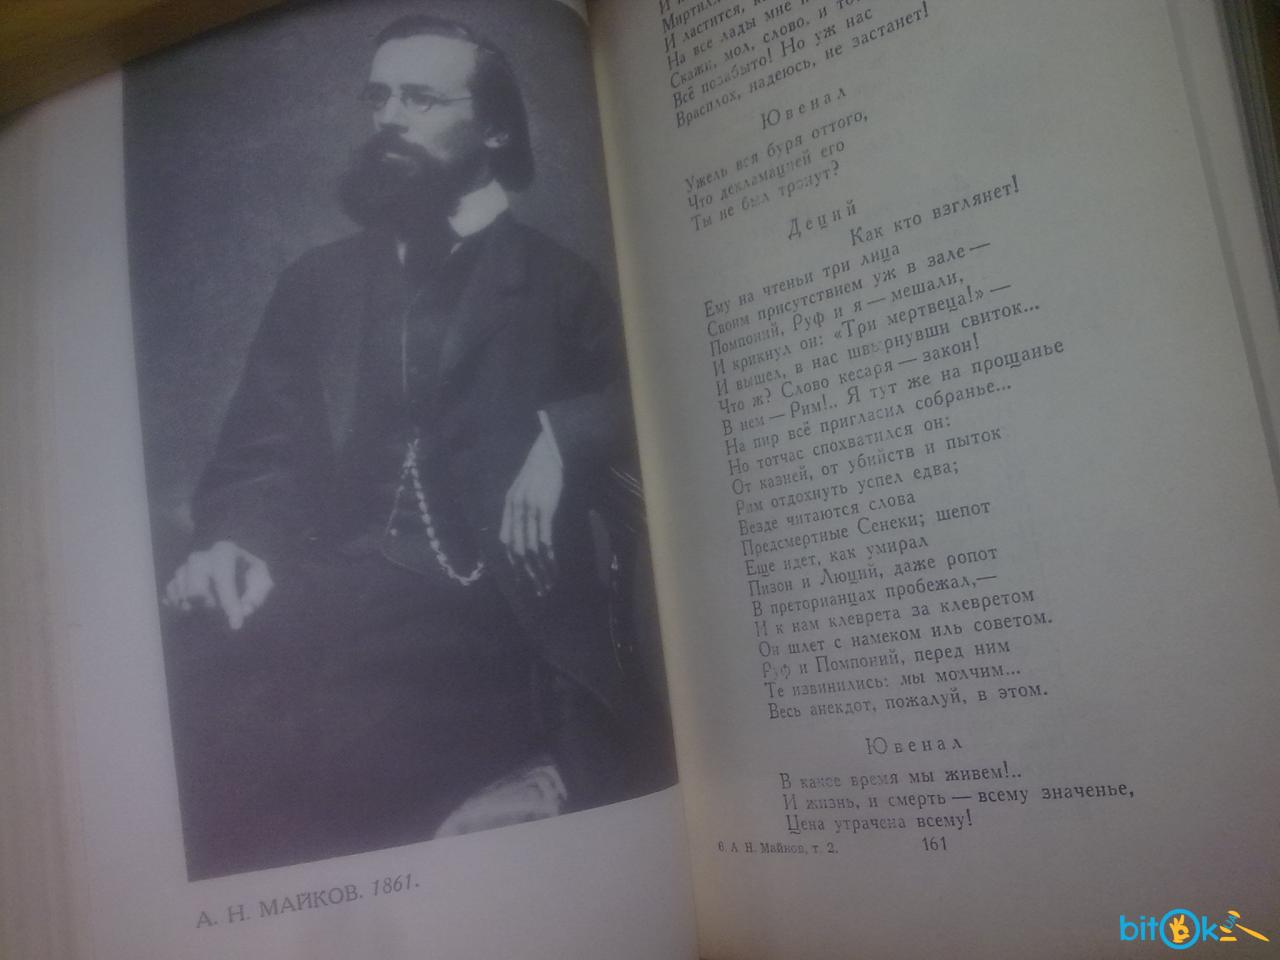 А. Н. МАЙКОВ. 1861.
И ластится,
На все лады мне
Скажи, мол, слово, и
Всё позабыто! Но уж нас
Врасплох, надеюсь, не застанет!
Ювенал
Ужель вся буря оттого,
Что декламацией его
Ты не был тронут?
Деций
Как кто взглянет!
Ему на чтеньи три лица
Своим присутствием уж в зале —
Помпоний, Руф и я — мешали,
И крикнул он: «Три мертвеца!» —
И вышел, в нас швырнувши свиток...
Что ж? Слово кесаря — закон!
В нем — Рим!.. Я тут же на прощанье
На пир всё пригласил собранье...
Но тотчас спохватился он:
От казней, от убийств и пыток
Рим отдохнуть успел едва;
Везде читаются слова
Предсмертные Сенеки; шепот
Еще идет, как умирал
Пизон и Люций, даже ропот
В преторианцах пробежал,—
И к нам клеврета за клевретом
Он шлет с намеком иль советом.
Руф и Помпоний, перед ним
Те извинились: мы молчим...
Весь анекдот, пожалуй, в этом.
Ювенал
В какое время мы живем!..
И жизнь, и смерть — всему значенье,
Цена утрачена всему!
6. А. Н. Майков, т. 2. 161
bitOk UA